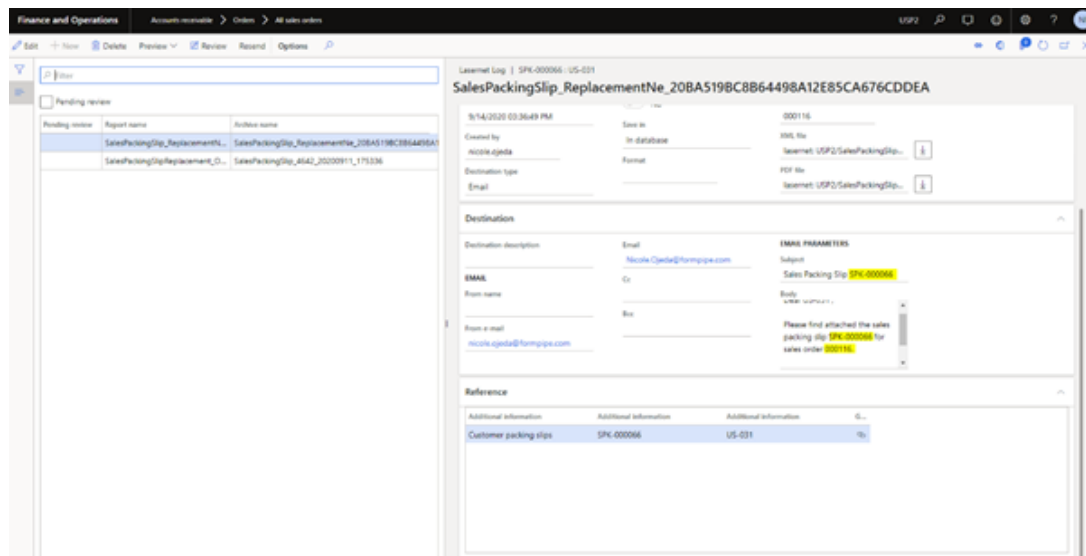 Finance and Operations
Accounts receivable > Orders > All sales orders
USP2
Edit
New
Delete
Preview
Review
Resend
Options
Filter
Pending review
Pending review
Report name
Archive name
SalesPackingSlip_ReplacementN...
SalesPackingSlip_ReplacementNe_20BA519BC8B64498A1
SalesPackingSlipReplacement_D...
SalesPackingSlip_4642_20200911_175336
Lasernet Log | SPK-000066 : US-031
SalesPackingSlip_ReplacementNe_20BA519BC8B64498A12E85CA676CDDEA
9/14/2020 03:36:49 PM
Created by
nicole.ojeda
Destination type
Email
No
Save in
In database
Format
000116
XML file
lasernet: USP2/SalesPackingSlip...
PDF file
lasernet: USP2/SalesPackingSlip...
Destination
Destination description
EMAIL
From name
From e-mail
nicole.ojeda@formpipe.com
Email
Nicole.Ojeda@formpipe.com
Cc
Bcc
EMAIL PARAMETERS
Subject
Sales Packing Slip SPK-000066
Body
Dear US-031,
Please find attached the sales
packing slip SPK-000066 for
sales order 000116.
Reference
Additional information
Additional information
Additional information
G...
Customer packing slips
SPK-000066
US-031